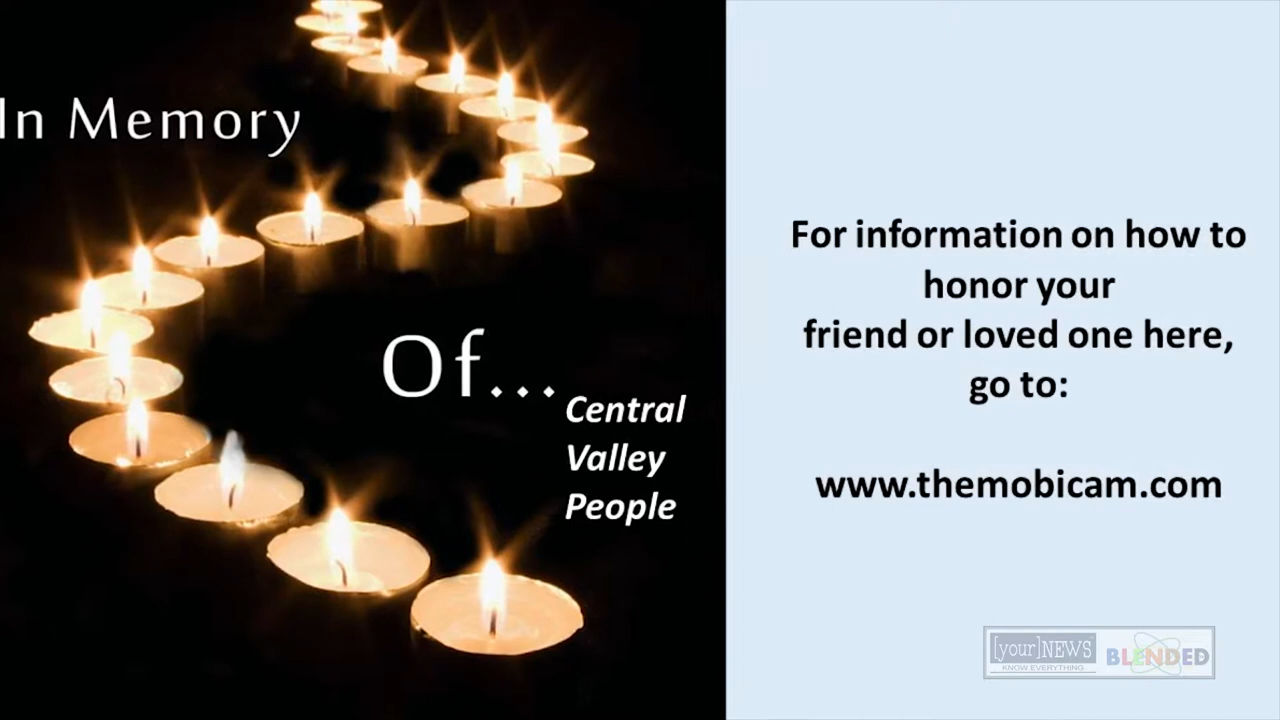 In Memory
Of...
Central
Valley
People
For information on how to
honor your
friend or loved one here,
go to:
www.themobicam.com
[your]NEWS
KNOW EVERYTHING
BLENDED